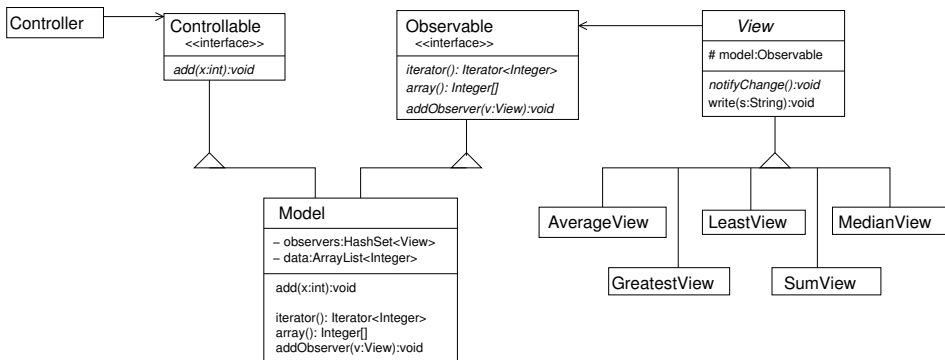 Controller
Controllable
<<interface>>
add(x:int):void
Observable
<<interface>>
iterator(): Iterator<Integer>
array(): Integer[]
addObserver(v:View):void
View
# model:Observable
notifyChange():void
write(s:String):void
Model
– observers:HashSet<View>
– data:ArrayList<Integer>
add(x:int):void
iterator(): Iterator<Integer>
array(): Integer[]
addObserver(v:View):void
AverageView
LeastView
MedianView
GreatestView
SumView